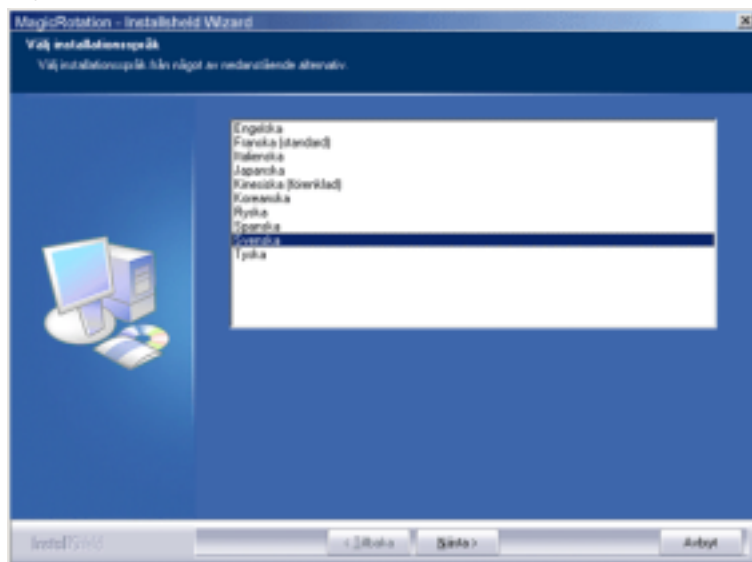 MagicRotation - Installsheld Wizard
Välj installationsspråk
Välj installationsspråk från något av nedanstående alternativ.
Engelska
Franska (standard)
Italienska
Japanska
Kinesiska (förenklad)
Koreanska
Ryska
Spanska
Svenska
Tyska
InstallShield
< Tillbaka
Nästa >
Avbryt